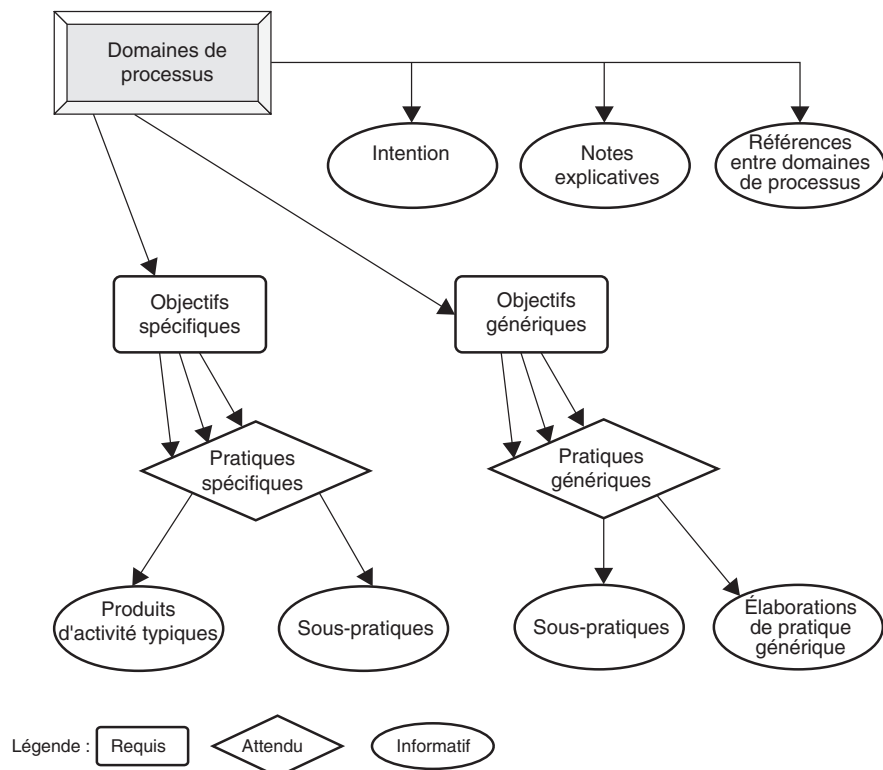 Domaines de
processus
Intention
Notes
explicatives
Références
entre domaines
de processus
Objectifs
spécifiques
Objectifs
génériques
Pratiques
spécifiques
Pratiques
génériques
Produits
d'activité typiques
Sous-pratiques
Sous-pratiques
Élaborations
de pratique
générique
Légende : Requis Attendu Informatif